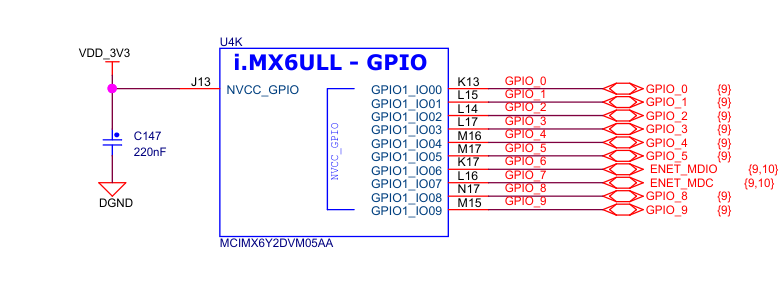 U4K
i.MX6ULL - GPIO
VDD_3V3
J13
NVCC_GPIO
C147
220nF
DGND
NVCC_GPIO
GPIO1_IO00 K13 GPIO_0 GPIO_0 {9}
GPIO1_IO01 L15 GPIO_1 GPIO_1 {9}
GPIO1_IO02 L14 GPIO_2 GPIO_2 {9}
GPIO1_IO03 L17 GPIO_3 GPIO_3 {9}
GPIO1_IO04 M16 GPIO_4 GPIO_4 {9}
GPIO1_IO05 M17 GPIO_5 GPIO_5 {9}
GPIO1_IO06 K17 GPIO_6 ENET_MDIO {9,10}
GPIO1_IO07 L16 GPIO_7 ENET_MDC {9,10}
GPIO1_IO08 N17 GPIO_8 GPIO_8 {9}
GPIO1_IO09 M15 GPIO_9 GPIO_9 {9}
MCIMX6Y2DVM05AA